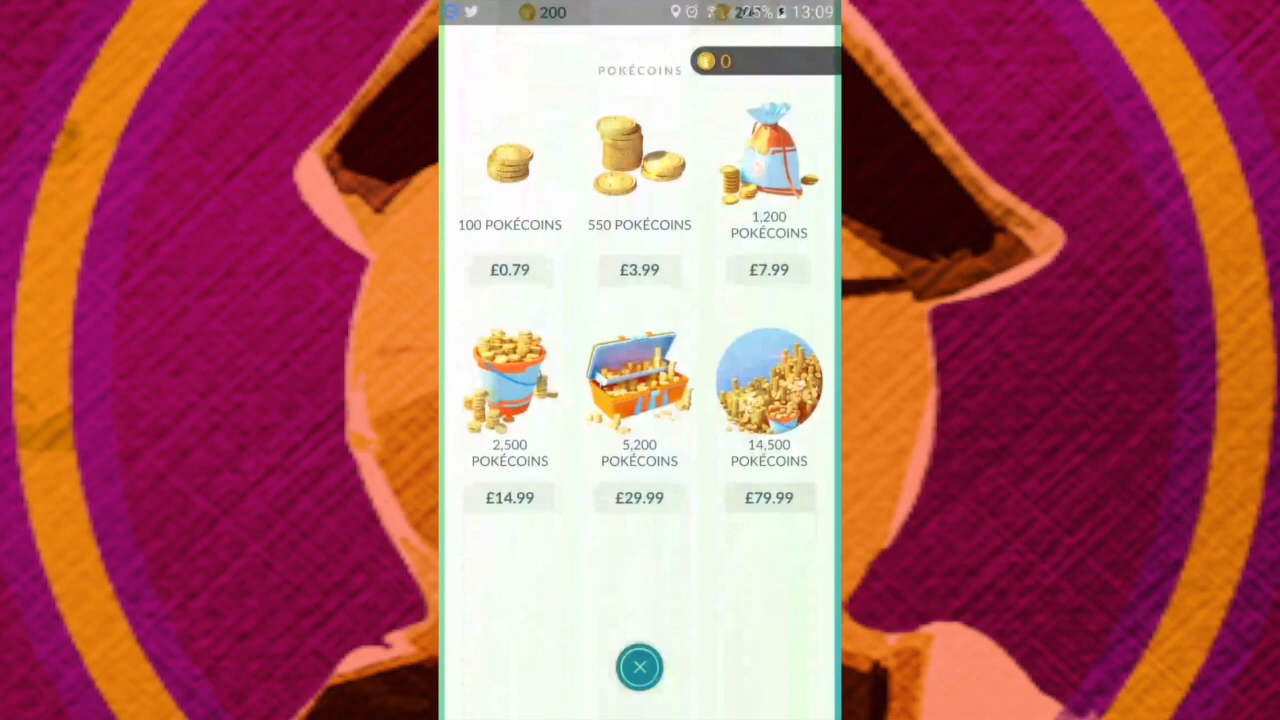 200
13:09
POKÉCOINS
0
100 POKÉCOINS
550 POKÉCOINS
1,200
POKÉCOINS
£0.79
£3.99
£7.99
2,500
POKÉCOINS
5,200
POKÉCOINS
14,500
POKÉCOINS
£14.99
£29.99
£79.99